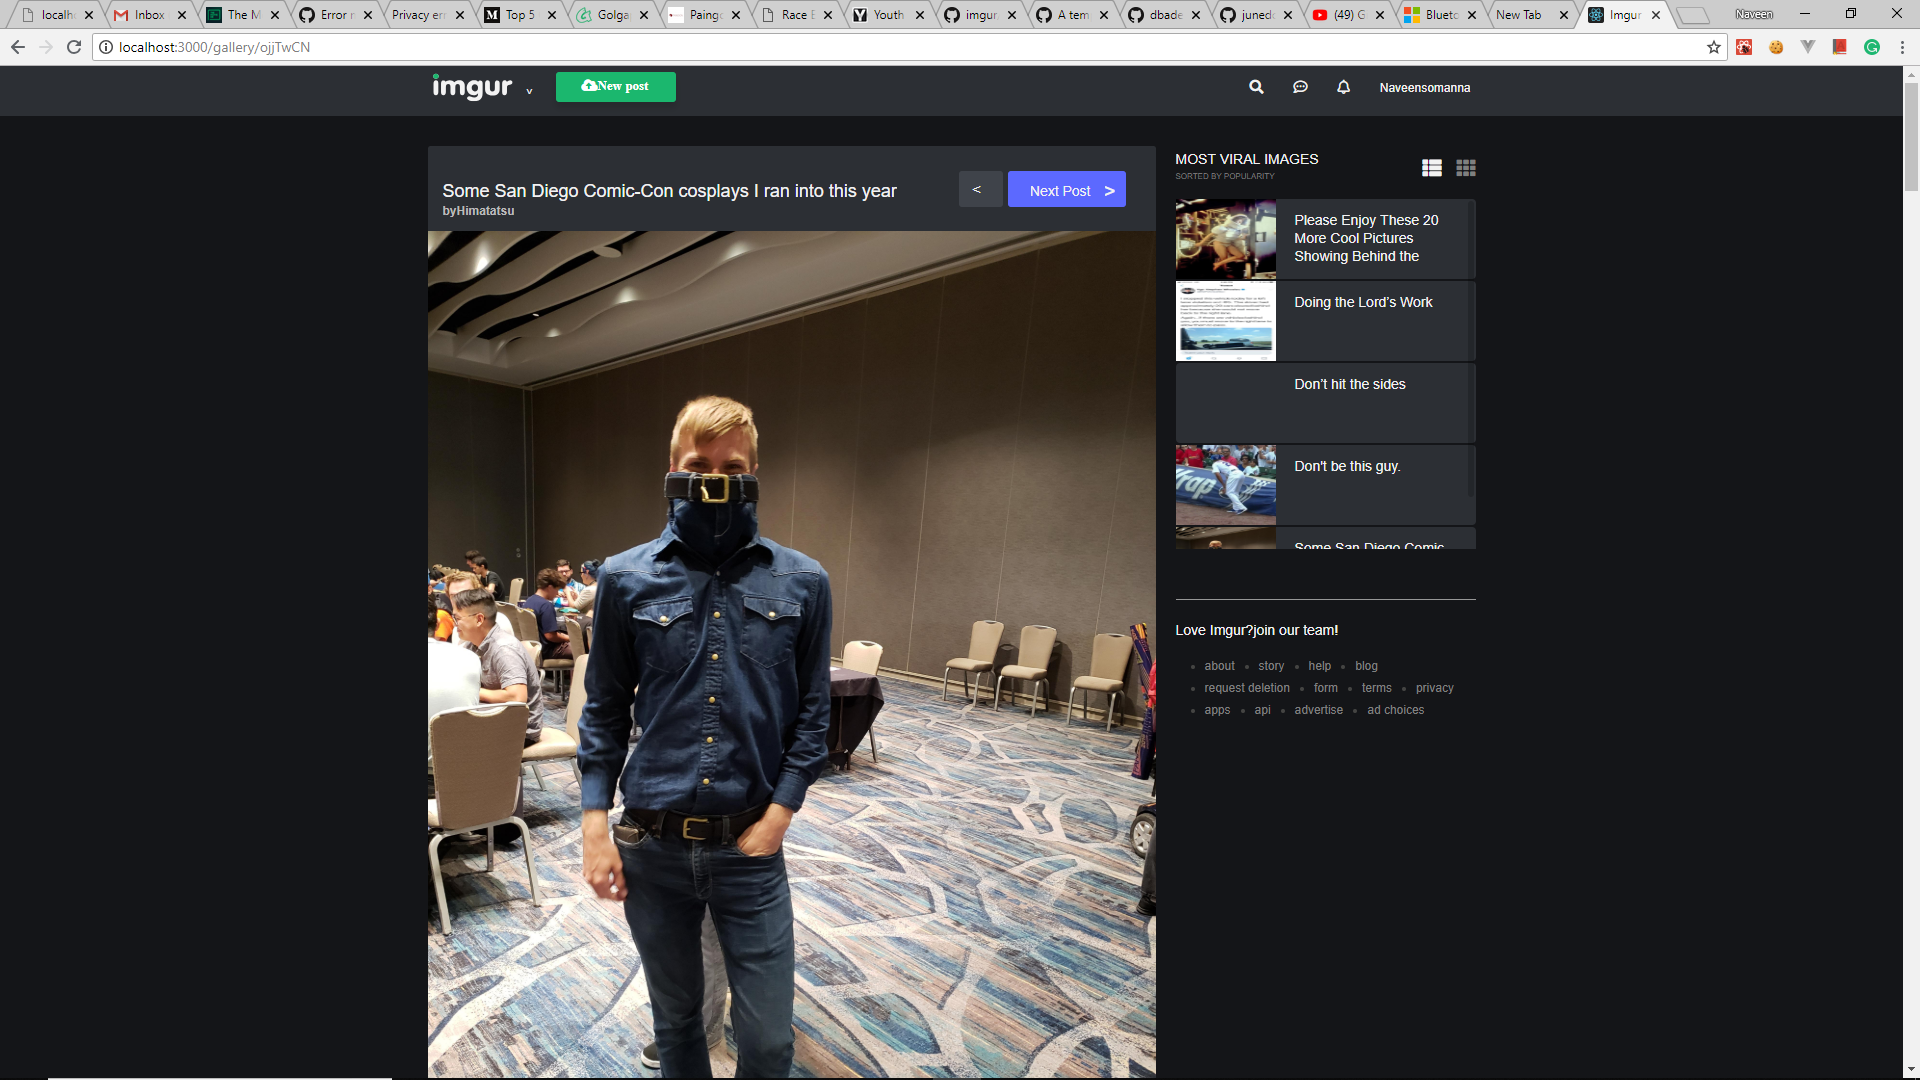 localh
Inbox
The M
Error r
Privacy err
Top 5
Golga
Paingo
Race E
Youth
imgur
A tem
dbade
junedc
(49) G
Blueto
New Tab
Imgur
Naveen
localhost:3000/gallery/ojjTwCN
imgur
v
New post
Naveensomanna
Some San Diego Comic-Con cosplays I ran into this year
byHimatatsu
<
Next Post >
MOST VIRAL IMAGES
SORTED BY POPULARITY
Please Enjoy These 20
More Cool Pictures
Showing Behind the
Doing the Lord's Work
Don't hit the sides
Don't be this guy.
Some San Diego Comic
Love Imgur?join our team!
about story help blog
request deletion form terms privacy
apps api advertise ad choices